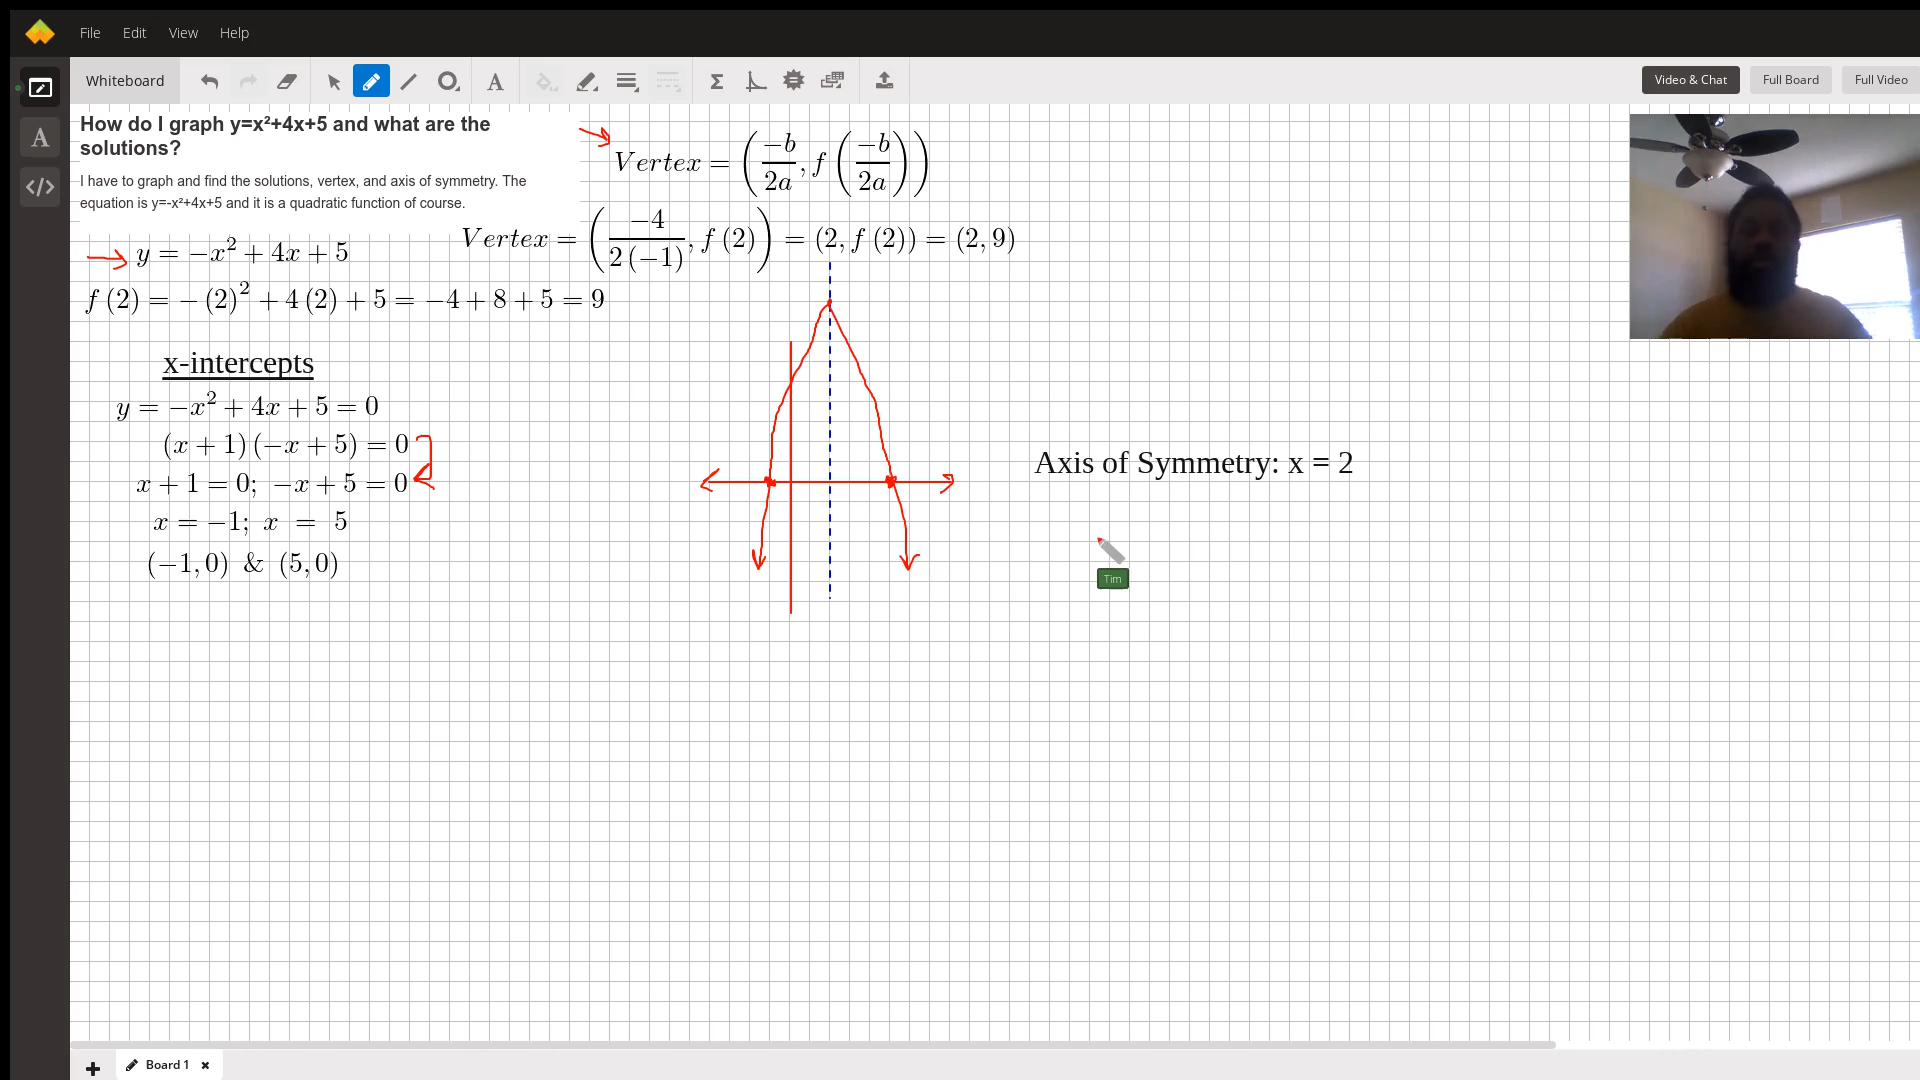 File Edit View Help
Whiteboard
Video & Chat Full Board Full Video
How do I graph y=x²+4x+5 and what are the
solutions?
I have to graph and find the solutions, vertex, and axis of symmetry. The
equation is y=-x²+4x+5 and it is a quadratic function of course.
Vertex = (−b/2a, f(−b/2a))
Vertex = (−4/2(−1), f(2)) = (2, f(2)) = (2, 9)
y = −x² + 4x + 5
f(2) = −(2)² + 4(2) + 5 = −4 + 8 + 5 = 9
x-intercepts
y = −x² + 4x + 5 = 0
(x + 1)(−x + 5) = 0
x + 1 = 0; −x + 5 = 0
x = −1; x = 5
(−1, 0) & (5, 0)
Axis of Symmetry: x = 2
Tim
Board 1